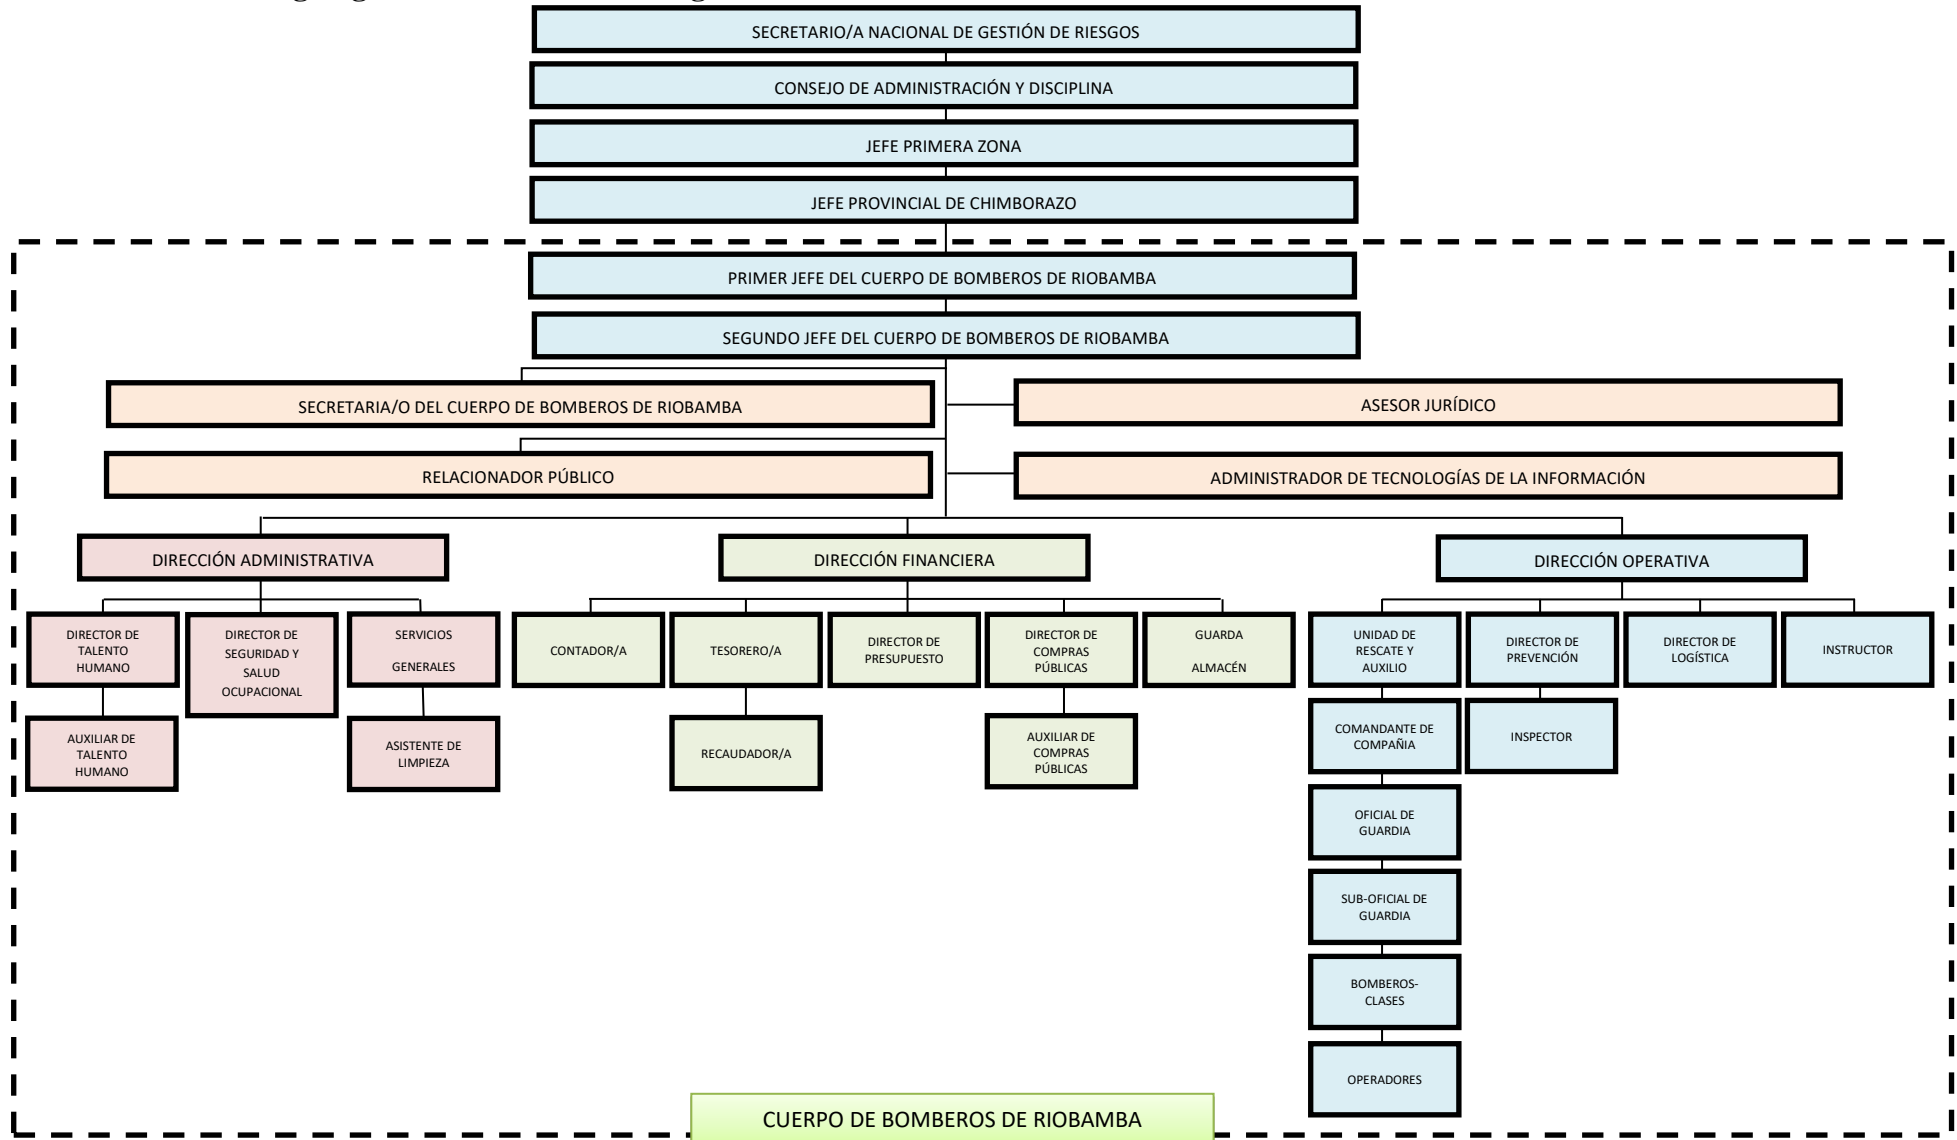 SECRETARIO/A NACIONAL DE GESTIÓN DE RIESGOS
CONSEJO DE ADMINISTRACIÓN Y DISCIPLINA
JEFE PRIMERA ZONA
JEFE PROVINCIAL DE CHIMBORAZO
PRIMER JEFE DEL CUERPO DE BOMBEROS DE RIOBAMBA
SEGUNDO JEFE DEL CUERPO DE BOMBEROS DE RIOBAMBA
SECRETARIA/O DEL CUERPO DE BOMBEROS DE RIOBAMBA
ASESOR JURÍDICO
RELACIONADOR PÚBLICO
ADMINISTRADOR DE TECNOLOGÍAS DE LA INFORMACIÓN
DIRECCIÓN ADMINISTRATIVA
DIRECCIÓN FINANCIERA
DIRECCIÓN OPERATIVA
DIRECTOR DE
TALENTO
HUMANO
DIRECTOR DE
SEGURIDAD Y
SALUD
OCUPACIONAL
SERVICIOS
GENERALES
CONTADOR/A
TESORERO/A
DIRECTOR DE
PRESUPUESTO
DIRECTOR DE
COMPRAS
PÚBLICAS
GUARDA
ALMACÉN
UNIDAD DE
RESCATE Y
AUXILIO
DIRECTOR DE
PREVENCIÓN
DIRECTOR DE
LOGÍSTICA
INSTRUCTOR
AUXILIAR DE
TALENTO
HUMANO
ASISTENTE DE
LIMPIEZA
RECAUDADOR/A
AUXILIAR DE
COMPRAS
PÚBLICAS
COMANDANTE DE
COMPAÑIA
INSPECTOR
OFICIAL DE
GUARDIA
SUB-OFICIAL DE
GUARDIA
BOMBEROS-
CLASES
OPERADORES
CUERPO DE BOMBEROS DE RIOBAMBA